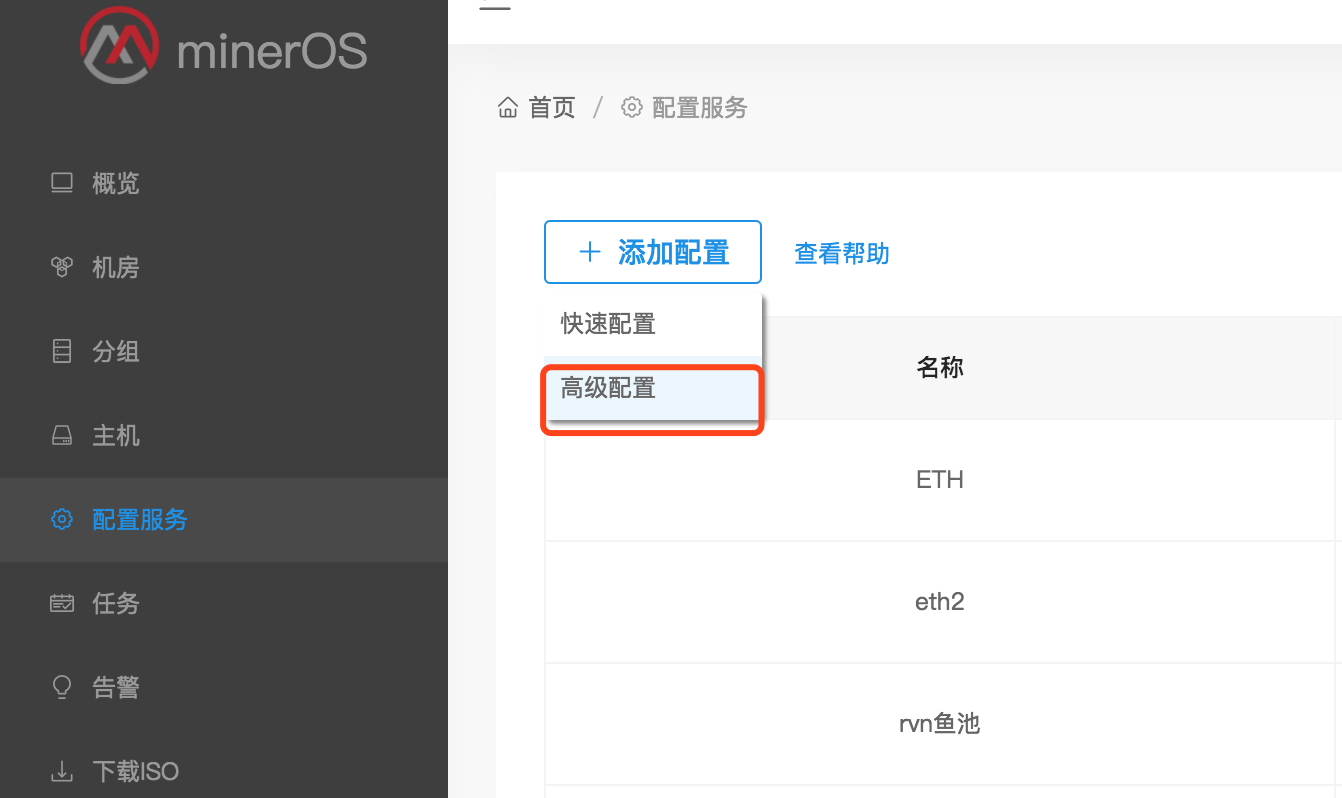 minerOS
概览
机房
分组
主机
配置服务
任务
告警
下载ISO
首页 / 配置服务
添加配置 查看帮助
快速配置
高级配置
名称
ETH
eth2
rvn鱼池